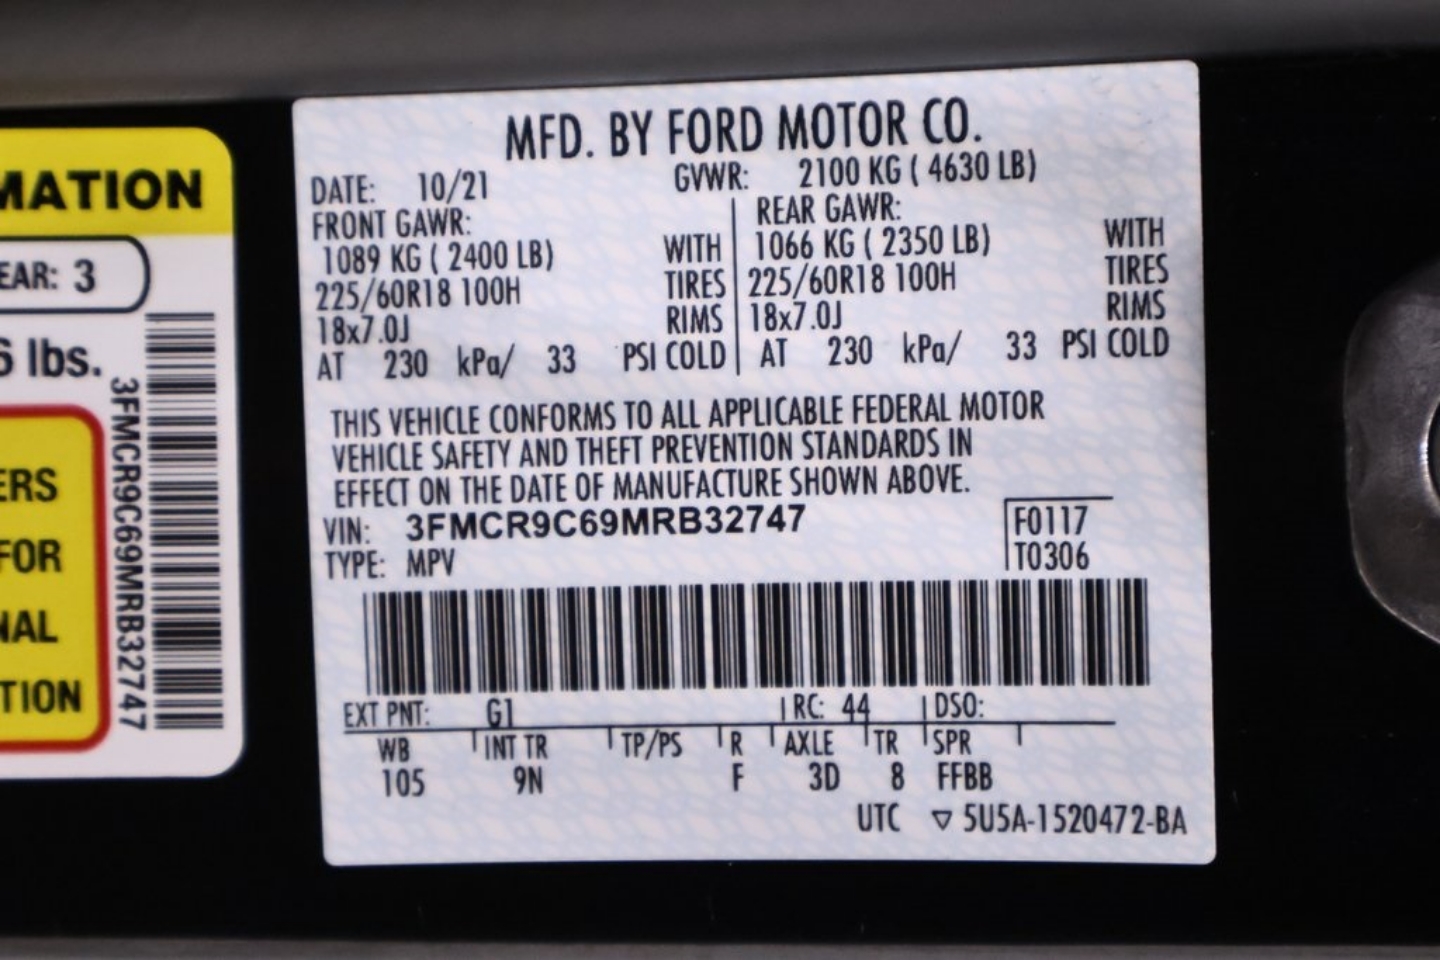 MATION
EAR: 3
6 lbs.
3FMCR9C69MRB32747
ERS
FOR
NAL
TION
MFD. BY FORD MOTOR CO.
DATE: 10/21 GVWR: 2100 KG ( 4630 LB)
FRONT GAWR: REAR GAWR:
1089 KG ( 2400 LB) WITH 1066 KG ( 2350 LB) WITH
225/60R18 100H TIRES 225/60R18 100H TIRES
18x7.0J RIMS 18x7.0J RIMS
AT 230 kPa/ 33 PSI COLD AT 230 kPa/ 33 PSI COLD
THIS VEHICLE CONFORMS TO ALL APPLICABLE FEDERAL MOTOR
VEHICLE SAFETY AND THEFT PREVENTION STANDARDS IN
EFFECT ON THE DATE OF MANUFACTURE SHOWN ABOVE.
VIN: 3FMCR9C69MRB32747 F0117
TYPE: MPV T0306
EXT PNT: G1 RC: 44 DSO:
WB INT TR TP/PS R AXLE TR SPR
105 9N F 3D 8 FFBB
UTC ▽ 5U5A-1520472-BA